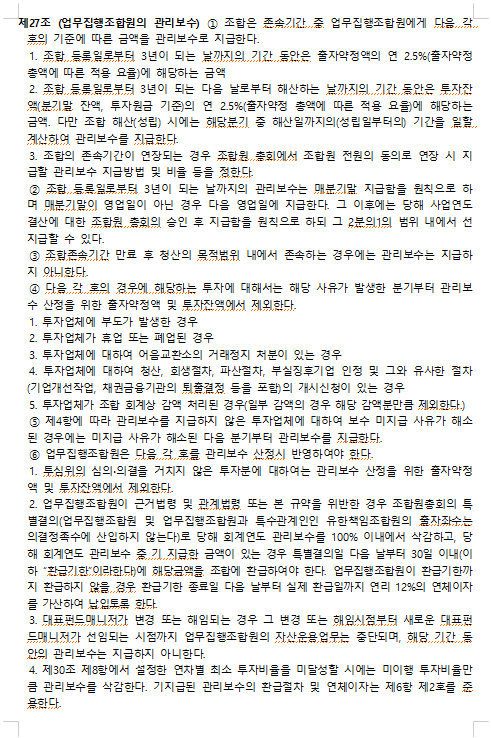 제27조 (업무집행조합원의 관리보수) ① 조합은 존속기간 중 업무집행조합원에게 다음 각
호의 기준에 따른 금액을 관리보수로 지급한다.
1. 조합 등록일로부터 3년이 되는 날까지의 기간 동안은 출자약정액의 연 2.5%(출자약정
총액에 따른 적용 요율)에 해당하는 금액
2. 조합 등록일로부터 3년이 되는 다음 날로부터 해산하는 날까지의 기간 동안은 투자잔
액(분기말 잔액, 투자원금 기준)의 연 2.5%(출자약정 총액에 따른 적용 요율)에 해당하는
금액. 다만 조합 해산(성립) 시에는 해당분기 중 해산일까지의(성립일부터의) 기간을 일할
계산하여 관리보수를 지급한다.
3. 조합의 존속기간이 연장되는 경우 조합원 총회에서 조합원 전원의 동의로 연장 시 지
급할 관리보수 지급방법 및 비율 등을 정한다.
② 조합 등록일로부터 3년이 되는 날까지의 관리보수는 매분기말 지급함을 원칙으로 하
며 매분기말이 영업일이 아닌 경우 다음 영업일에 지급한다. 그 이후에는 당해 사업연도
결산에 대한 조합원 총회의 승인 후 지급함을 원칙으로 하되 그 2분의1의 범위 내에서 선
지급할 수 있다.
③ 조합존속기간 만료 후 청산의 목적범위 내에서 존속하는 경우에는 관리보수는 지급하
지 아니한다.
④ 다음 각 호의 경우에 해당하는 투자에 대해서는 해당 사유가 발생한 분기부터 관리보
수 산정을 위한 출자약정액 및 투자잔액에서 제외한다.
1. 투자업체에 부도가 발생한 경우
2. 투자업체가 휴업 또는 폐업된 경우
3. 투자업체에 대하여 어음교환소의 거래정지 처분이 있는 경우
4. 투자업체에 대하여 청산, 회생절차, 파산절차, 부실징후기업 인정 및 그와 유사한 절차
(기업개선작업, 채권금융기관의 퇴출결정 등을 포함)의 개시신청이 있는 경우
5. 투자업체가 조합 회계상 감액 처리된 경우(일부 감액의 경우 해당 감액분만큼 제외한다.)
⑤ 제4항에 따라 관리보수를 지급하지 않은 투자업체에 대하여 보수 미지급 사유가 해소
된 경우에는 미지급 사유가 해소된 다음 분기부터 관리보수를 지급한다.
⑥ 업무집행조합원은 다음 각 호를 관리보수 산정시 반영하여야 한다.
1. 투심위의 심의·의결을 거치지 않은 투자분에 대하여는 관리보수 산정을 위한 출자약정
액 및 투자잔액에서 제외한다.
2. 업무집행조합원이 근거법령 및 관계법령 또는 본 규약을 위반한 경우 조합원총회의 특
별결의(업무집행조합원 및 업무집행조합원과 특수관계인인 유한책임조합원의 출자좌수는
의결정족수에 산입하지 않는다)로 당해 회계연도 관리보수를 100% 이내에서 삭감하고, 당
해 회계연도 관리보수 중 기 지급한 금액이 있는 경우 특별결의일 다음 날부터 30일 이내(이
하 "환급기한"이라한다)에 해당금액을 조합에 환급하여야 한다. 업무집행조합원이 환급기한까
지 환급하지 않을 경우 환급기한 종료일 다음 날부터 실제 환급일까지 연리 12%의 연체이자
를 가산하여 납입토록 한다.
3. 대표펀드매니저가 변경 또는 해임되는 경우 그 변경 또는 해임시점부터 새로운 대표펀
드매니저가 선임되는 시점까지 업무집행조합원의 자산운용업무는 중단되며, 해당 기간 동
안의 관리보수는 지급하지 아니한다.
4. 제30조 제8항에서 설정한 연차별 최소 투자비율을 미달성할 시에는 미이행 투자비율만
큼 관리보수를 삭감한다. 기지급된 관리보수의 환급절차 및 연체이자는 제6항 제2호를 준
용한다.